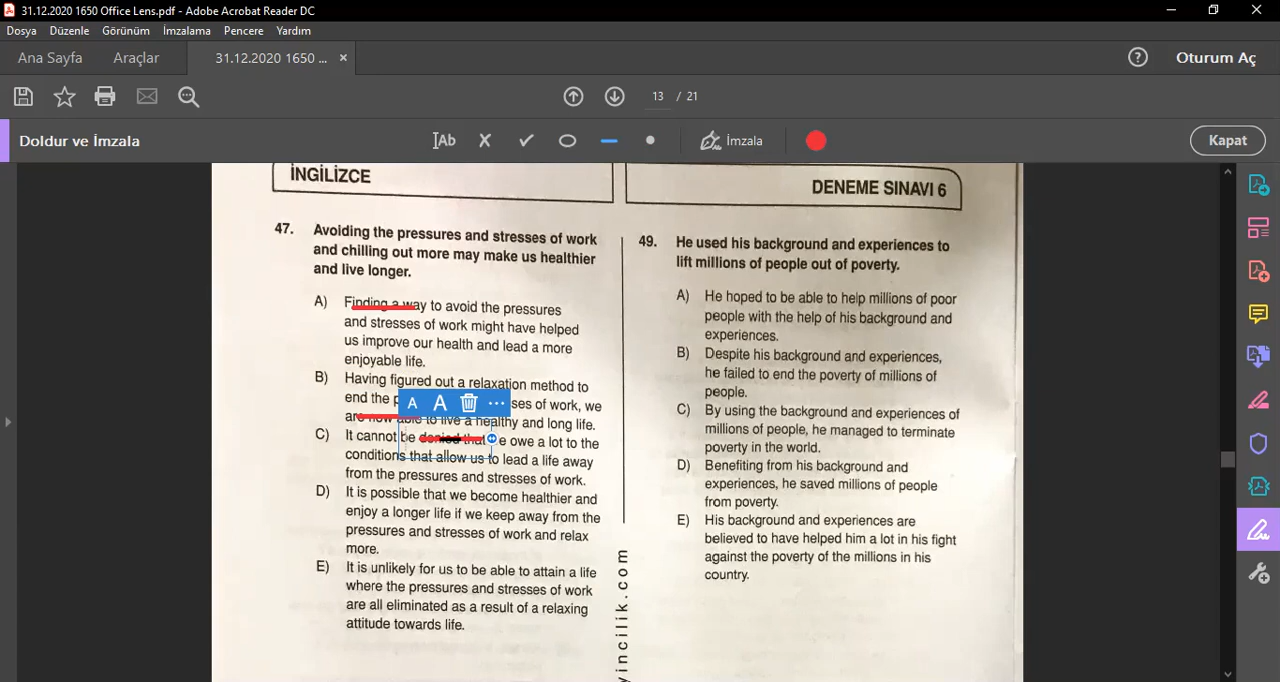 31.12.2020 1650 Office Lens.pdf - Adobe Acrobat Reader DC
Dosya Düzenle Görünüm İmzalama Pencere Yardım
Ana Sayfa Araçlar 31.12.2020 1650 ... × ? Oturum Aç
13 / 21
Doldur ve İmzala IAb İmzala Kapat
İNGİLİZCE
DENEME SINAVI 6
47. Avoiding the pressures and stresses of work
and chilling out more may make us healthier
and live longer.
A) Finding a way to avoid the pressures
and stresses of work might have helped
us improve our health and lead a more
enjoyable life.
B) Having figured out a relaxation method to
end the A A ... ses of work, we
are now able to live a healthy and long life.
C) It cannot be denied that e owe a lot to the
conditions that allow us to lead a life away
from the pressures and stresses of work.
D) It is possible that we become healthier and
enjoy a longer life if we keep away from the
pressures and stresses of work and relax
more.
E) It is unlikely for us to be able to attain a life
where the pressures and stresses of work
are all eliminated as a result of a relaxing
attitude towards life.
49. He used his background and experiences to
lift millions of people out of poverty.
A) He hoped to be able to help millions of poor
people with the help of his background and
experiences.
B) Despite his background and experiences,
he failed to end the poverty of millions of
people.
C) By using the background and experiences of
millions of people, he managed to terminate
poverty in the world.
D) Benefiting from his background and
experiences, he saved millions of people
from poverty.
E) His background and experiences are
believed to have helped him a lot in his fight
against the poverty of the millions in his
country.
yincilik.com